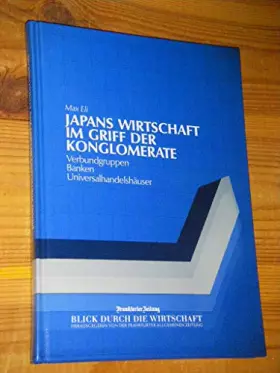 Max Eli
JAPANS WIRTSCHAFT
IM GRIFF DER
KONGLOMERATE
Verbundgruppen
Banken
Universalhandelshäuser
Frankfurter Zeitung
BLICK DURCH DIE WIRTSCHAFT
HERAUSGEGEBEN VON DER FRANKFURTER ALLGEMEINEN ZEITUNG